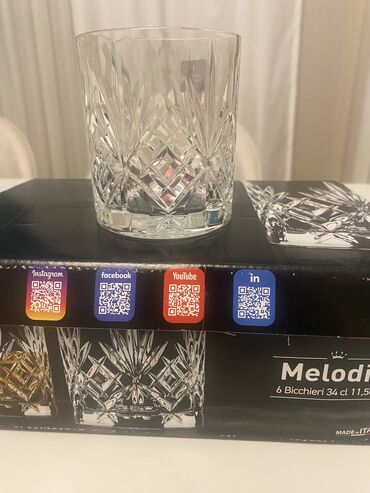 Instagram
facebook
YouTube
in
Melodi
6 Bicchieri 34 cl 11,5
MADE IN ITA